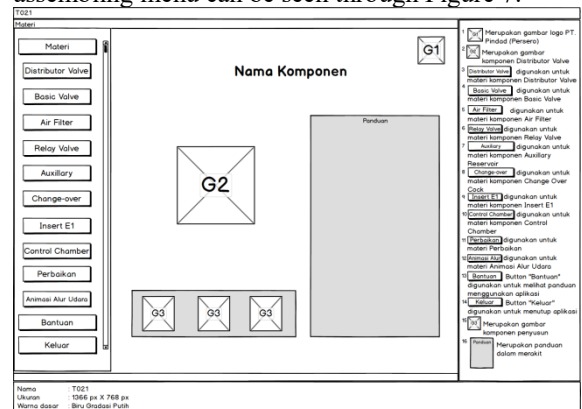 assembling menu can be seen through Figure 7.
T021
Materi
Materi
Distributor Valve
Basic Valve
Air Filter
Relay Valve
Auxillary
Change-over
Insert E1
Control Chamber
Perbaikan
Animasi Alur Udara
Bantuan
Keluar
Nama Komponen
G1
G2
G3 G3 G3
Panduan
1 G1 Merupakan gambar logo PT.
Pindad (Persero)
2 G2 Merupakan gambar
komponen Distributor Valve
3 Distributor Valve digunakan untuk
materi komponen Distributor Valve
4 Basic Valve digunakan untuk
materi komponen Basic Valve
5 Air Filter digunakan untuk
materi komponen Air Filter
6 Relay Valve digunakan untuk
materi komponen Relay Valve
7 Auxillary digunakan untuk
materi komponen Auxillary
Reservoir
8 Change-over digunakan untuk
materi komponen Change Over
Cock
9 Insert E1 digunakan untuk
materi komponen Insert E1
10 Control Chamber digunakan untuk
materi komponen Control
Chamber
11 Perbaikan digunakan untuk
materi Perbaikan
12 Animasi Alur digunakan untuk
materi Animasi Alur Udara
13 Bantuan Button "Bantuan"
digunakan untuk melihat panduan
menggunakan aplikasi
14 Keluar Button "Keluar"
digunakan untuk menutup aplikasi
15 G3 Merupakan gambar
komponen penyusun
16 Panduan Merupakan panduan
dalam merakit
Nama : T021
Ukuran : 1366 px X 768 px
Warna dasar : Biru Gradasi Putih